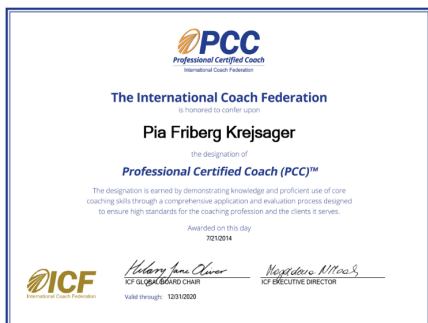 PCC
Professional Certified Coach
International Coach Federation
The International Coach Federation
is honored to confer upon
Pia Friberg Krejsager
the designation of
Professional Certified Coach (PCC)™
The designation is earned by demonstrating knowledge and proficient use of core
coaching skills through a comprehensive application and evaluation process designed
to ensure high standards for the coaching profession and the clients it serves.
Awarded on this day
7/21/2014
Hilary Jane Oliver
ICF GLOBAL BOARD CHAIR
ICF EXECUTIVE DIRECTOR
ICF
International Coach Federation
Valid through: 12/31/2020